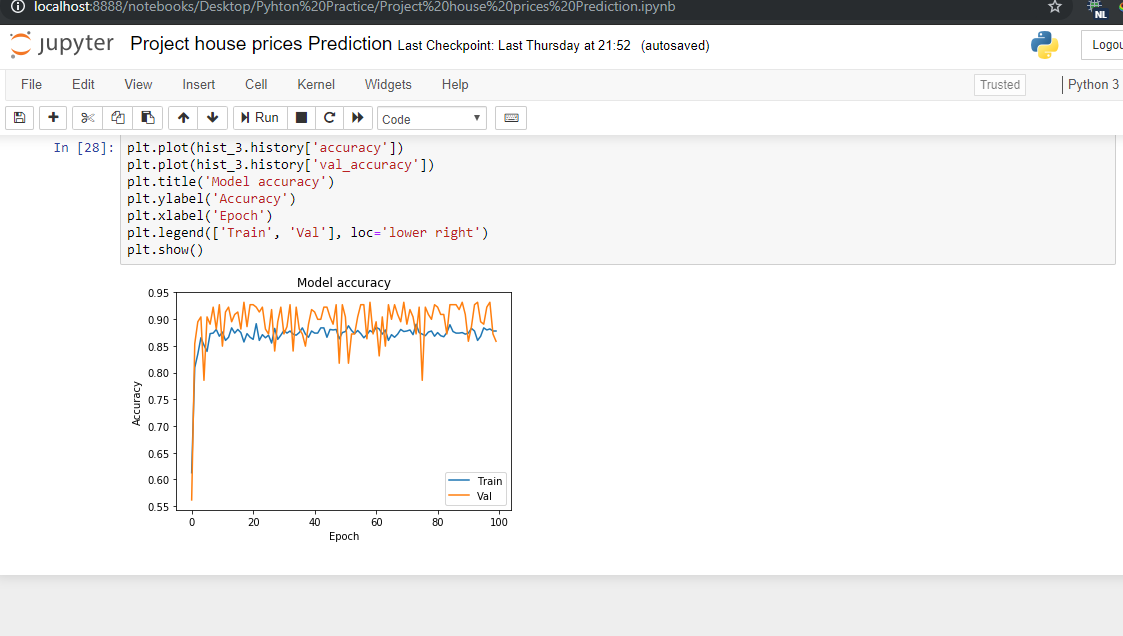 localhost:8888/notebooks/Desktop/Pyhton%20Practice/Project%20house%20prices%20Prediction.ipynb
NL
jupyter Project house prices Prediction Last Checkpoint: Last Thursday at 21:52 (autosaved)
Logou
File Edit View Insert Cell Kernel Widgets Help Trusted Python 3
Run Code
In [28]: plt.plot(hist_3.history['accuracy'])
plt.plot(hist_3.history['val_accuracy'])
plt.title('Model accuracy')
plt.ylabel('Accuracy')
plt.xlabel('Epoch')
plt.legend(['Train', 'Val'], loc='lower right')
plt.show()
Model accuracy
0.95
0.90
0.85
0.80
0.75
0.70
0.65
0.60
0.55
Accuracy
Train
Val
0 20 40 60 80 100
Epoch